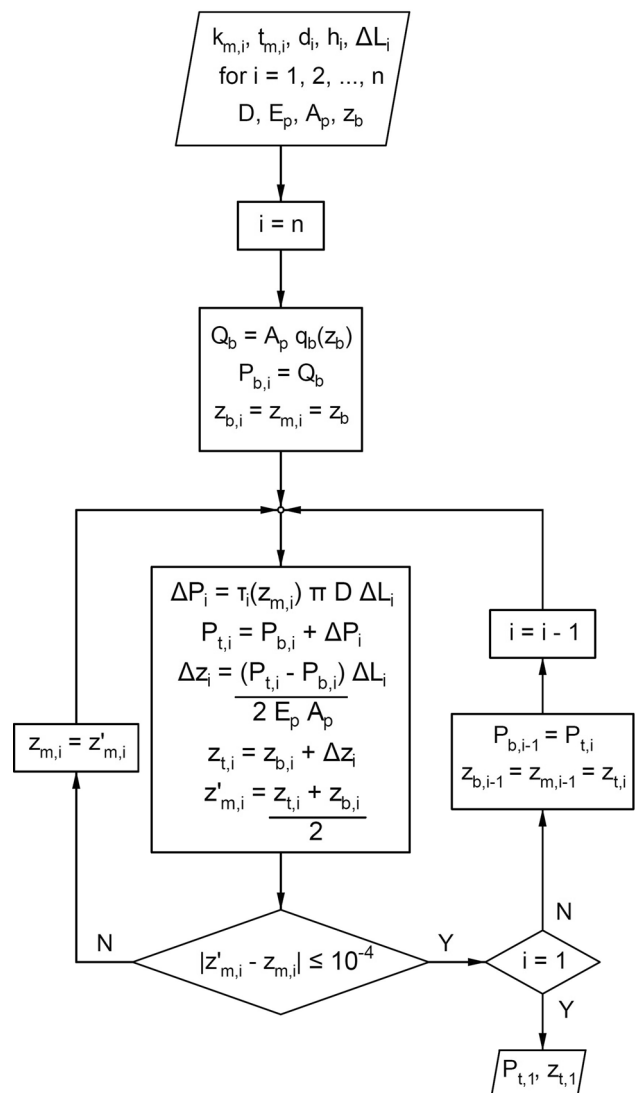 k_{m,i}, t_{m,i}, d_i, h_i, ΔL_i
for i = 1, 2, ..., n
D, E_p, A_p, z_b
i = n
Q_b = A_p q_b(z_b)
P_{b,i} = Q_b
z_{b,i} = z_{m,i} = z_b
ΔP_i = τ_i(z_{m,i}) π D ΔL_i
P_{t,i} = P_{b,i} + ΔP_i
Δz_i = (P_{t,i} - P_{b,i}) ΔL_i
2 E_p A_p
z_{t,i} = z_{b,i} + Δz_i
z'_{m,i} = z_{t,i} + z_{b,i}
2
z_{m,i} = z'_{m,i}
i = i - 1
P_{b,i-1} = P_{t,i}
z_{b,i-1} = z_{m,i-1} = z_{t,i}
N
|z'_{m,i} - z_{m,i}| ≤ 10^{-4}
Y
i = 1
N
Y
P_{t,1}, z_{t,1}